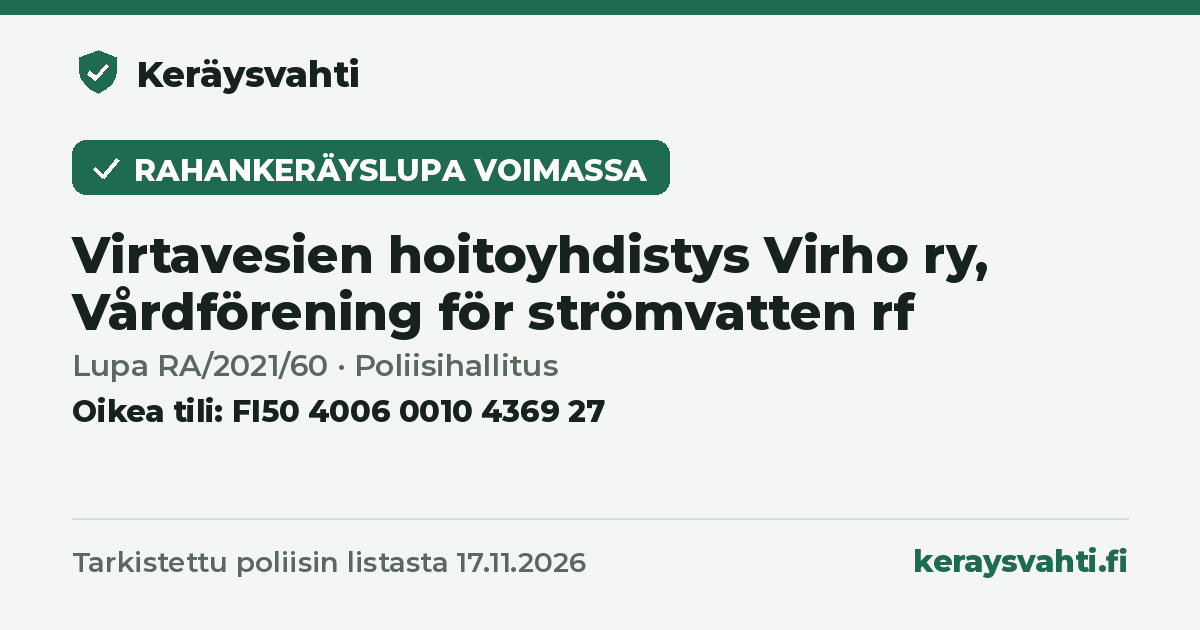 Keräysvahti
RAHANKERÄYSLUPA VOIMASSA
Virtavesien hoitoyhdistys Virho ry,
Vårdförening för strömvatten rf
Lupa RA/2021/60 · Poliisihallitus
Oikea tili: FI50 4006 0010 4369 27
Tarkistettu poliisin listasta 17.11.2026
keraysvahti.fi